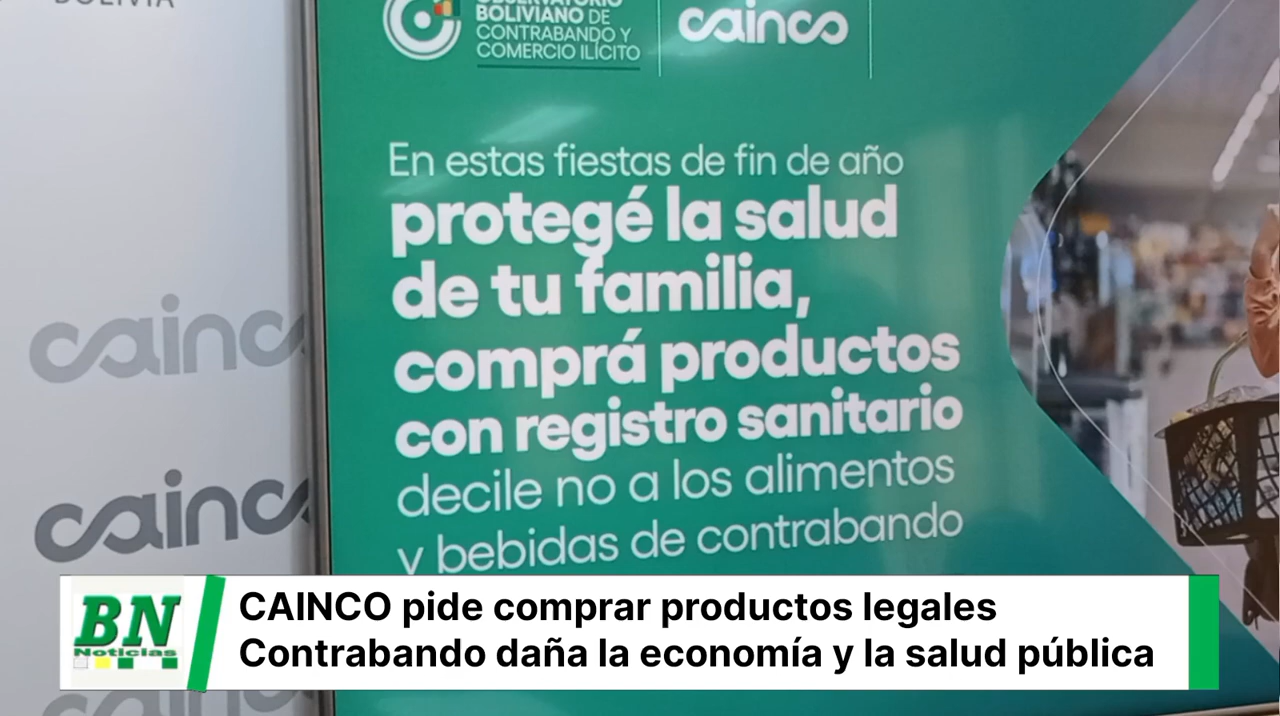 BOLIVIA
OBSERVATORIO
BOLIVIANO DE
CONTRABANDO Y
COMERCIO ILÍCITO
cainco
En estas fiestas de fin de año
protegé la salud
de tu familia,
comprá productos
con registro sanitario
decile no a los alimentos
y bebidas de contrabando
cainco
cainco
BN
Noticias
CAINCO pide comprar productos legales
Contrabando daña la economía y la salud pública